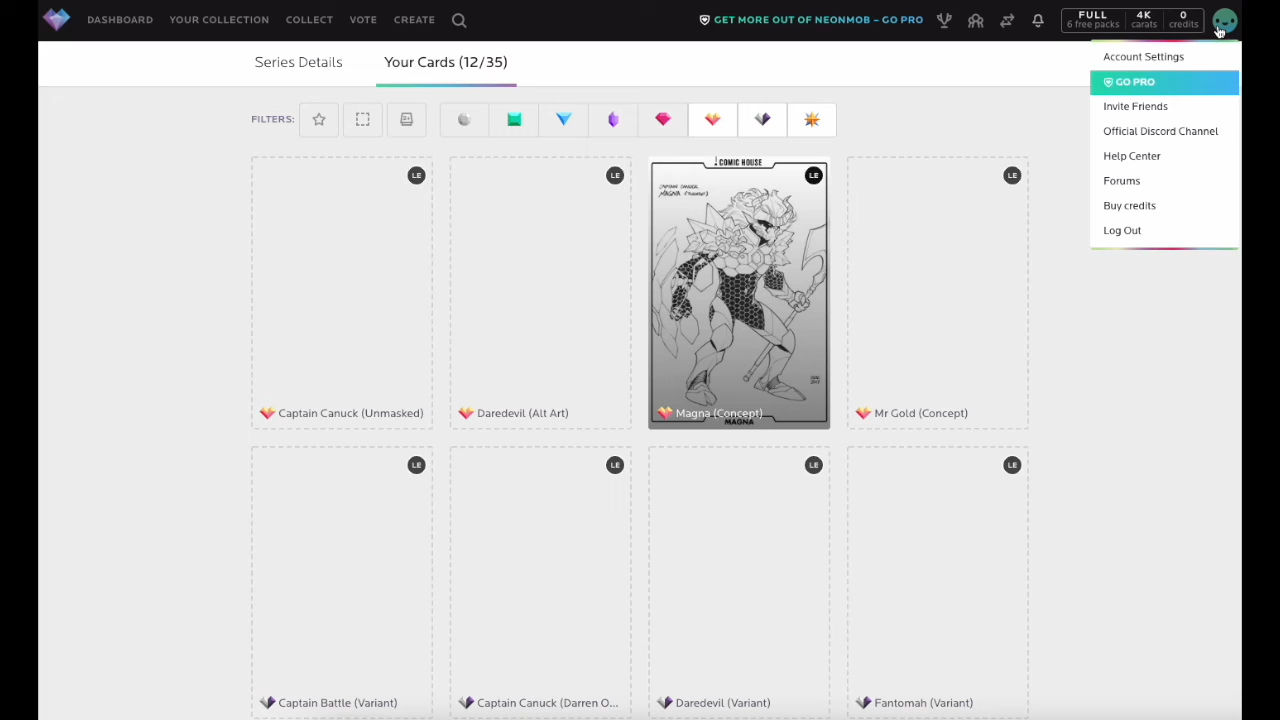 DASHBOARD YOUR COLLECTION COLLECT VOTE CREATE GET MORE OUT OF NEONMOB – GO PRO FULL 4K 0
6 free packs carats credits
Series Details Your Cards (12/35)
Account Settings
GO PRO
Invite Friends
Official Discord Channel
Help Center
Forums
Buy credits
Log Out
FILTERS:
COMIC HOUSE
LE LE LE LE
CAPTAIN CANUCK
Captain Canuck (Unmasked) Daredevil (Alt Art) Magna (Concept) Mr Gold (Concept)
MAGNA
LE LE LE LE
Captain Battle (Variant) Captain Canuck (Darren O... Daredevil (Variant) Fantomah (Variant)